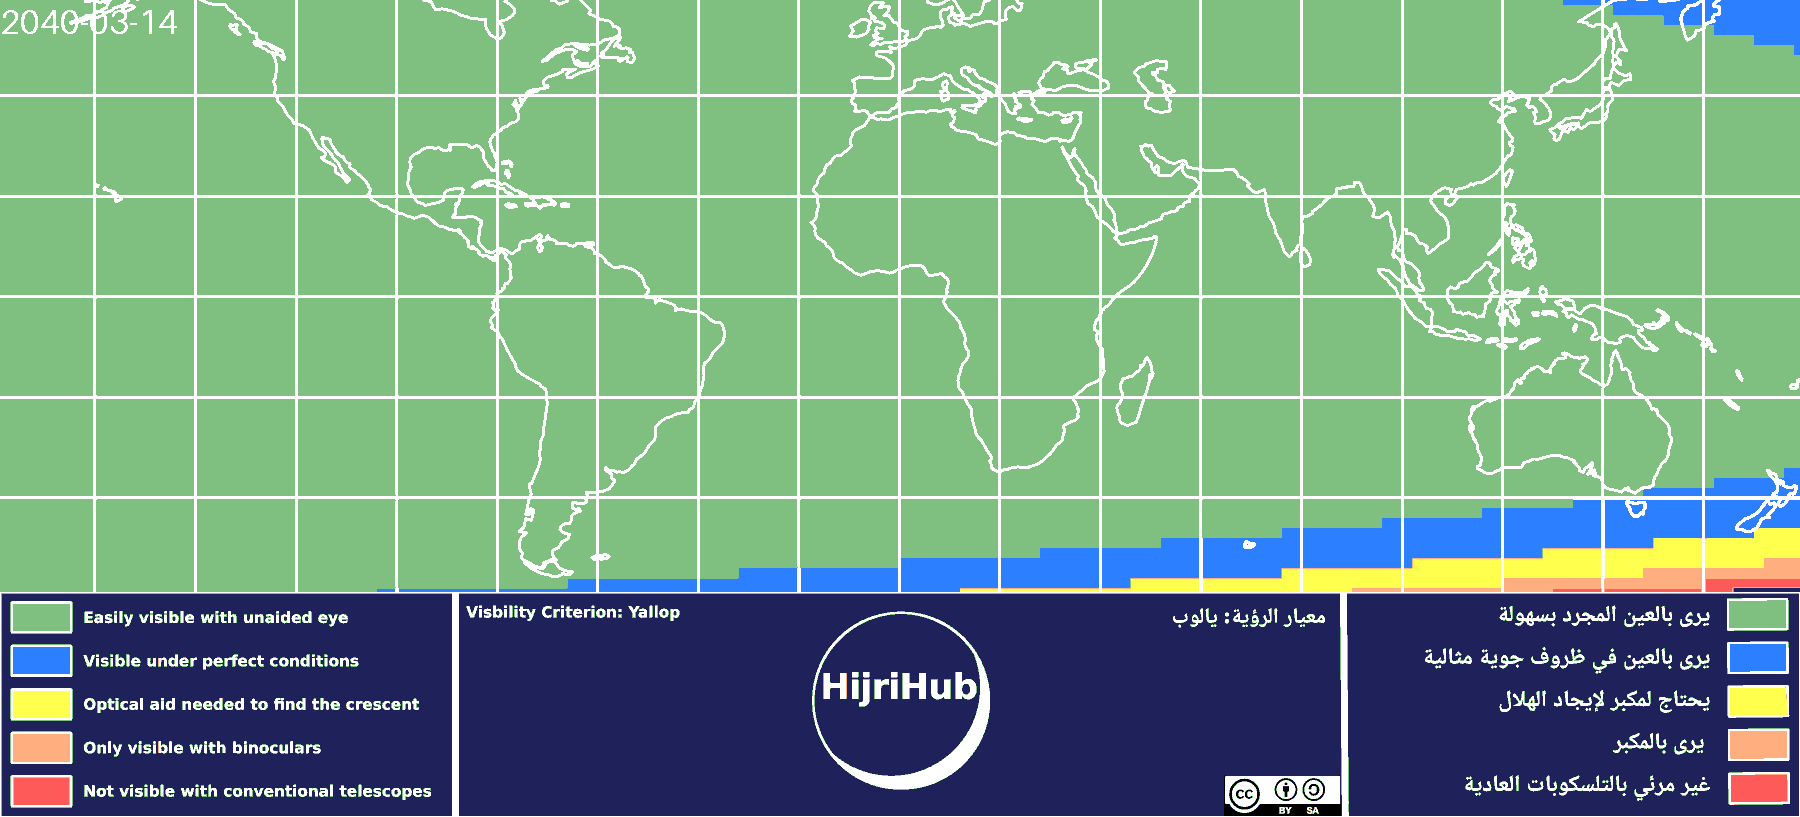 2040-03-14
Easily visible with unaided eye
Visible under perfect conditions
Optical aid needed to find the crescent
Only visible with binoculars
Not visible with conventional telescopes
Visbility Criterion: Yallop
معيار الرؤية: يالوب
HijriHub
cc
BY SA
يرى بالعين المجرد بسهولة
يرى بالعين في ظروف جوية مثالية
يحتاج لمكبر لإيجاد الهلال
يرى بالمكبر
غير مرئي بالتلسكوبات العادية